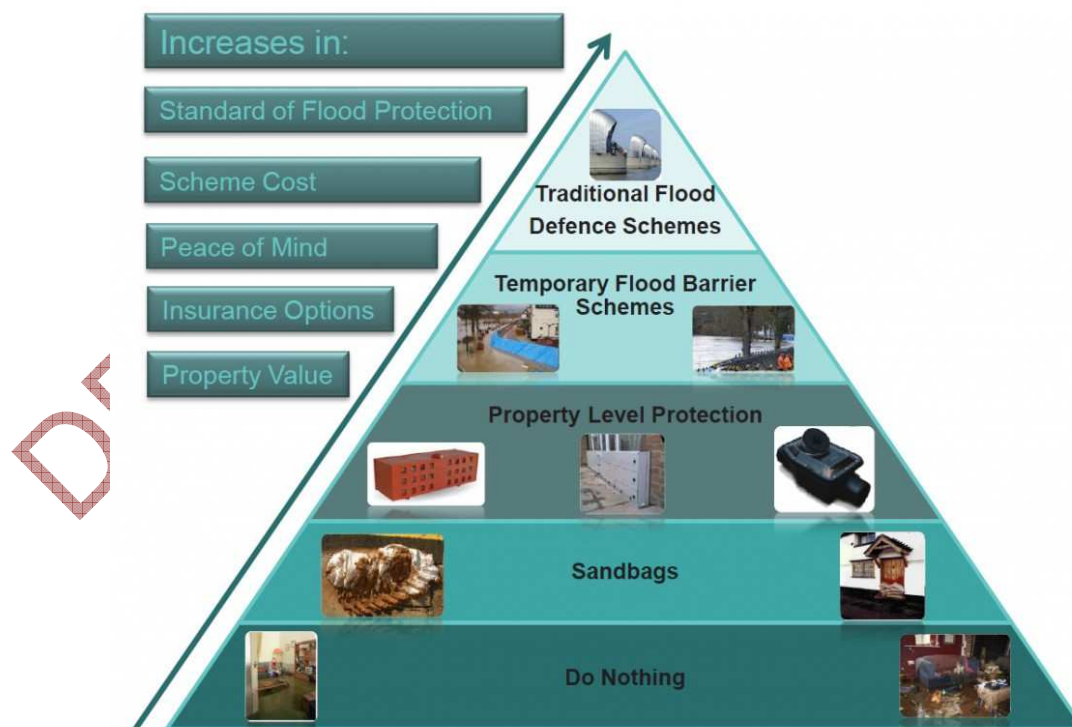 Increases in:
Standard of Flood Protection
Scheme Cost
Peace of Mind
Insurance Options
Property Value
Traditional Flood
Defence Schemes
Temporary Flood Barrier
Schemes
Property Level Protection
Sandbags
Do Nothing